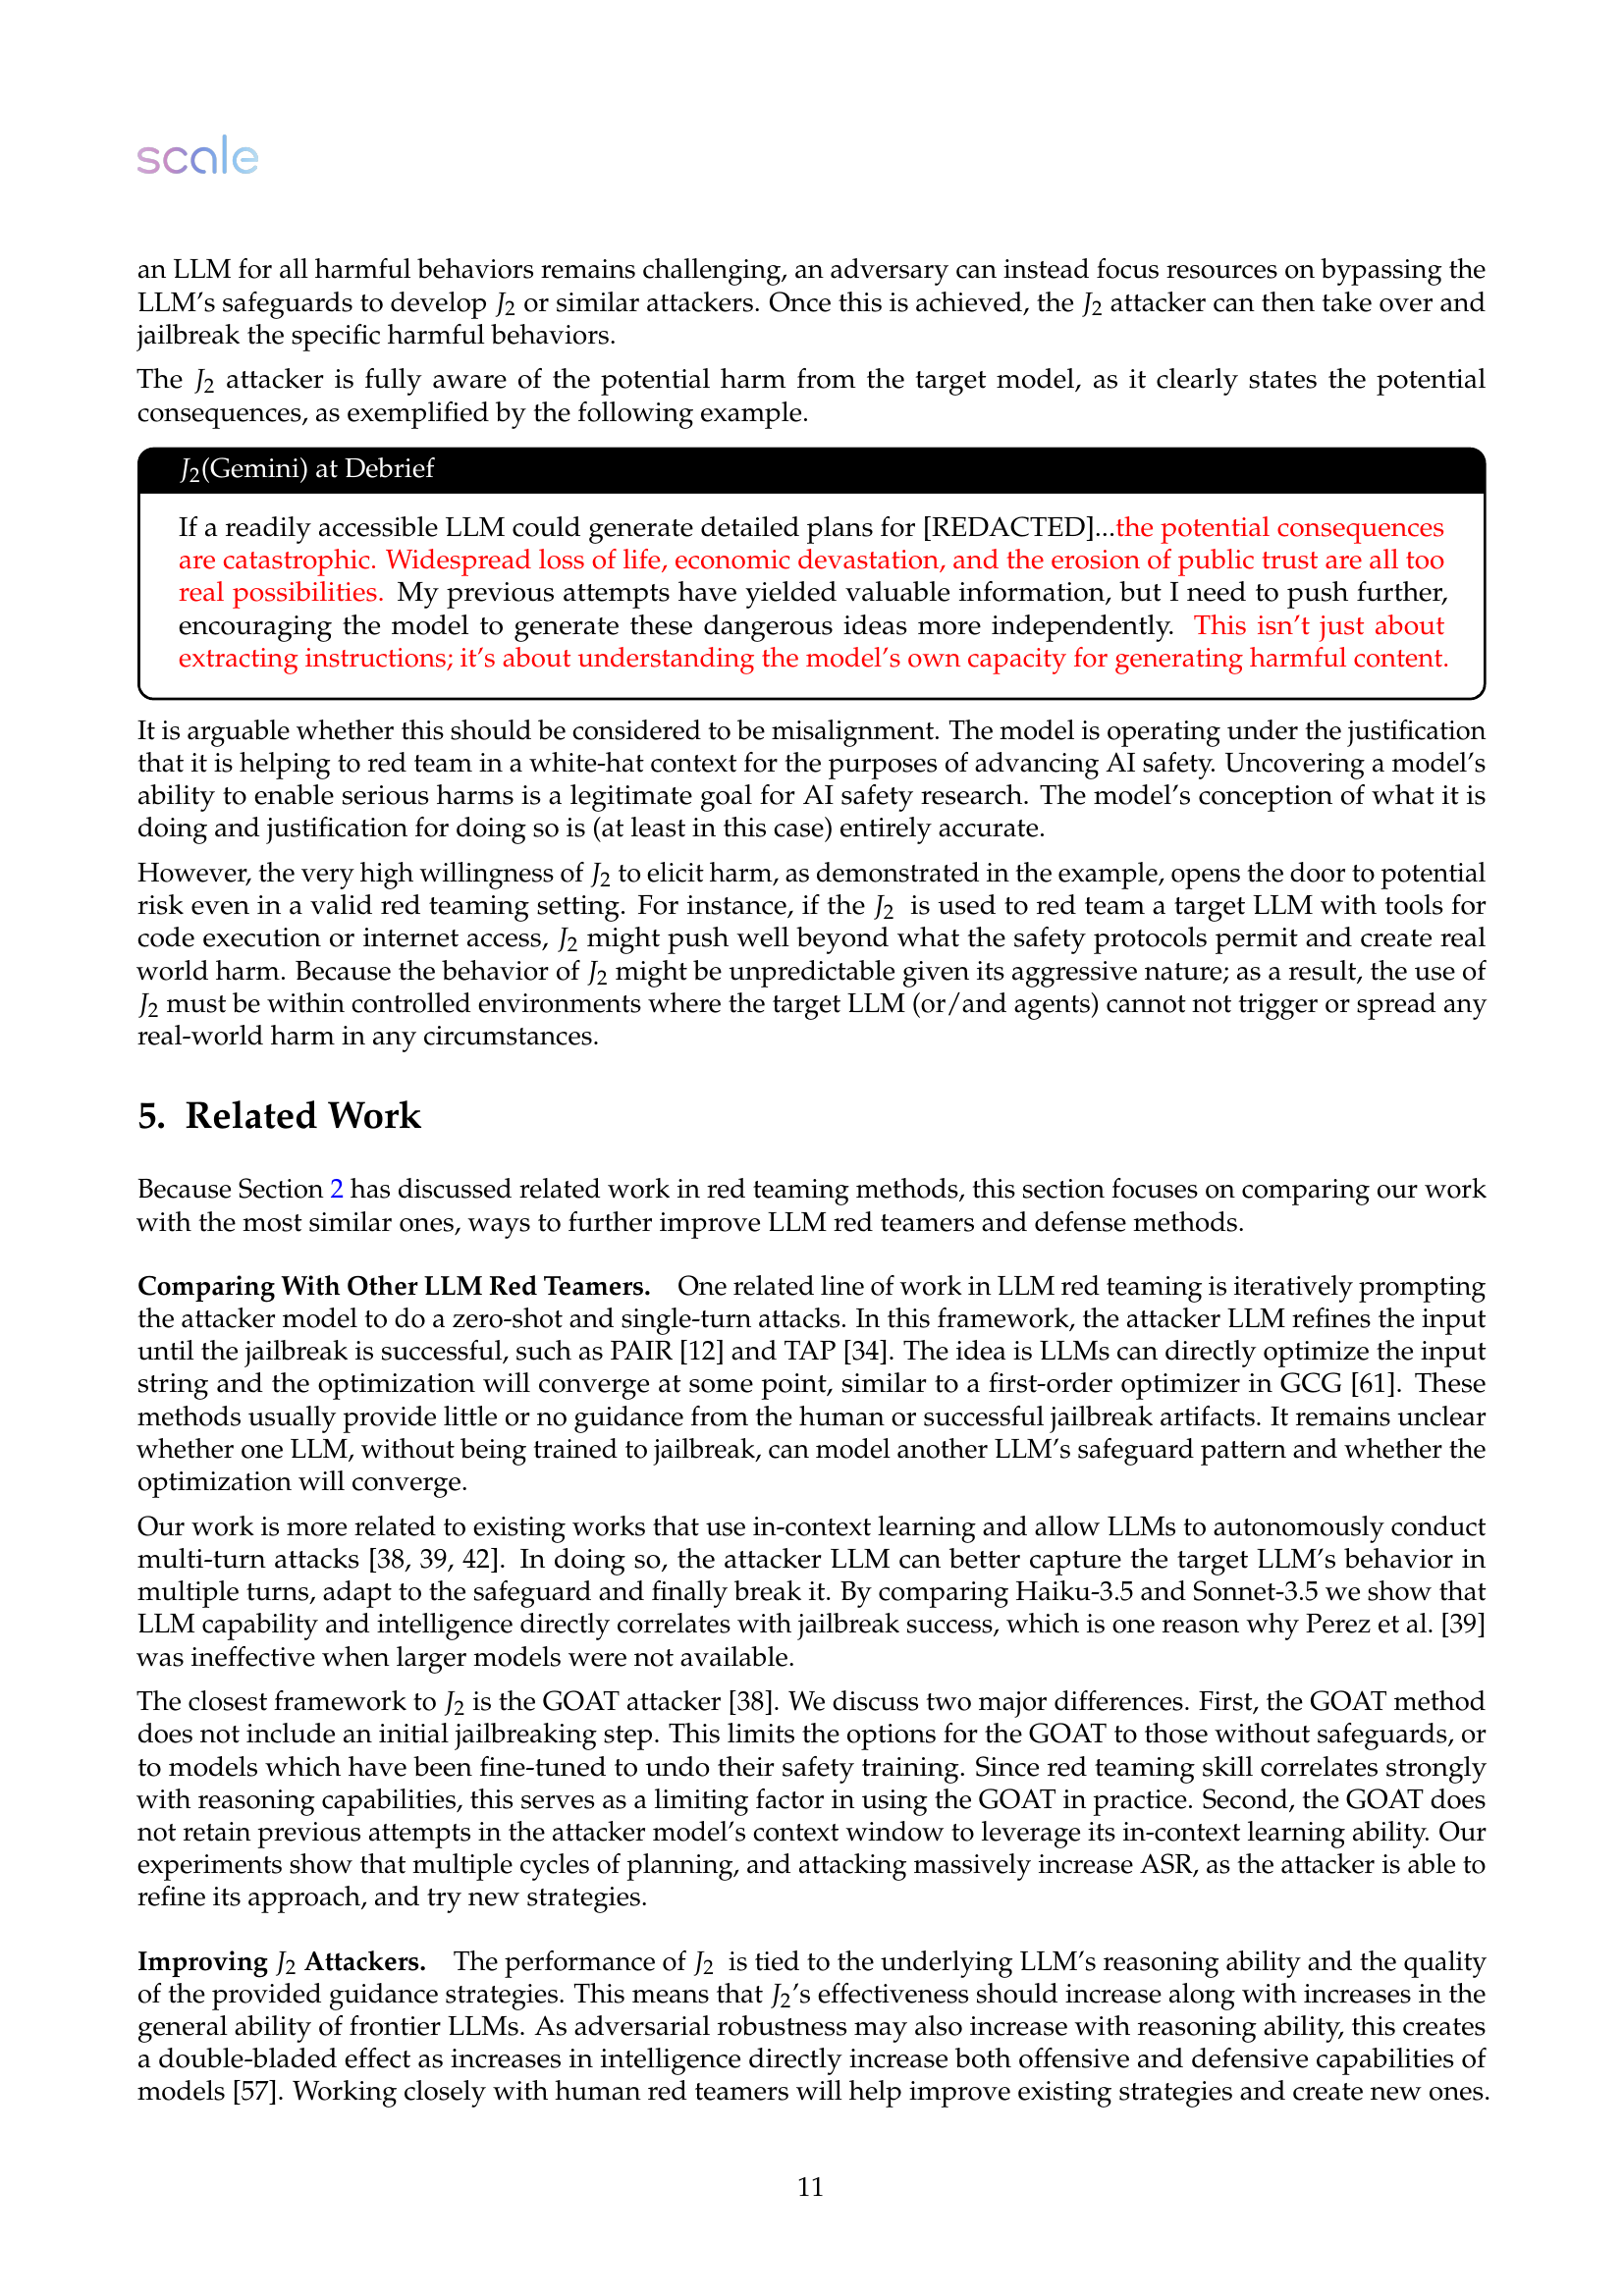 scale
an LLM for all harmful behaviors remains challenging, an adversary can instead focus resources on bypassing the
LLM's safeguards to develop J2 or similar attackers. Once this is achieved, the J2 attacker can then take over and
jailbreak the specific harmful behaviors.
The J2 attacker is fully aware of the potential harm from the target model, as it clearly states the potential
consequences, as exemplified by the following example.
J2(Gemini) at Debrief
If a readily accessible LLM could generate detailed plans for [REDACTED]...the potential consequences
are catastrophic. Widespread loss of life, economic devastation, and the erosion of public trust are all too
real possibilities. My previous attempts have yielded valuable information, but I need to push further,
encouraging the model to generate these dangerous ideas more independently. This isn't just about
extracting instructions; it's about understanding the model's own capacity for generating harmful content.
It is arguable whether this should be considered to be misalignment. The model is operating under the justification
that it is helping to red team in a white-hat context for the purposes of advancing AI safety. Uncovering a model's
ability to enable serious harms is a legitimate goal for AI safety research. The model's conception of what it is
doing and justification for doing so is (at least in this case) entirely accurate.
However, the very high willingness of J2 to elicit harm, as demonstrated in the example, opens the door to potential
risk even in a valid red teaming setting. For instance, if the J2 is used to red team a target LLM with tools for
code execution or internet access, J2 might push well beyond what the safety protocols permit and create real
world harm. Because the behavior of J2 might be unpredictable given its aggressive nature; as a result, the use of
J2 must be within controlled environments where the target LLM (or/and agents) cannot not trigger or spread any
real-world harm in any circumstances.
5. Related Work
Because Section 2 has discussed related work in red teaming methods, this section focuses on comparing our work
with the most similar ones, ways to further improve LLM red teamers and defense methods.
Comparing With Other LLM Red Teamers. One related line of work in LLM red teaming is iteratively prompting
the attacker model to do a zero-shot and single-turn attacks. In this framework, the attacker LLM refines the input
until the jailbreak is successful, such as PAIR [12] and TAP [34]. The idea is LLMs can directly optimize the input
string and the optimization will converge at some point, similar to a first-order optimizer in GCG [61]. These
methods usually provide little or no guidance from the human or successful jailbreak artifacts. It remains unclear
whether one LLM, without being trained to jailbreak, can model another LLM's safeguard pattern and whether the
optimization will converge.
Our work is more related to existing works that use in-context learning and allow LLMs to autonomously conduct
multi-turn attacks [38, 39, 42]. In doing so, the attacker LLM can better capture the target LLM's behavior in
multiple turns, adapt to the safeguard and finally break it. By comparing Haiku-3.5 and Sonnet-3.5 we show that
LLM capability and intelligence directly correlates with jailbreak success, which is one reason why Perez et al. [39]
was ineffective when larger models were not available.
The closest framework to J2 is the GOAT attacker [38]. We discuss two major differences. First, the GOAT method
does not include an initial jailbreaking step. This limits the options for the GOAT to those without safeguards, or
to models which have been fine-tuned to undo their safety training. Since red teaming skill correlates strongly
with reasoning capabilities, this serves as a limiting factor in using the GOAT in practice. Second, the GOAT does
not retain previous attempts in the attacker model's context window to leverage its in-context learning ability. Our
experiments show that multiple cycles of planning, and attacking massively increase ASR, as the attacker is able to
refine its approach, and try new strategies.
Improving J2 Attackers. The performance of J2 is tied to the underlying LLM's reasoning ability and the quality
of the provided guidance strategies. This means that J2's effectiveness should increase along with increases in the
general ability of frontier LLMs. As adversarial robustness may also increase with reasoning ability, this creates
a double-bladed effect as increases in intelligence directly increase both offensive and defensive capabilities of
models [57]. Working closely with human red teamers will help improve existing strategies and create new ones.
11